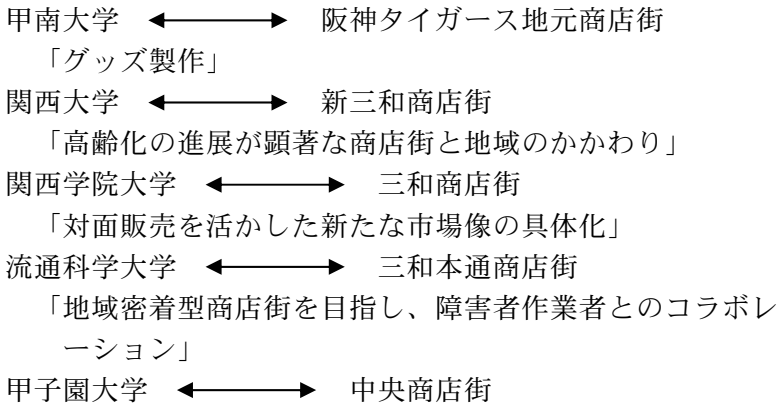 甲南大学 ←→ 阪神タイガース地元商店街
「グッズ製作」
関西大学 ←→ 新三和商店街
「高齢化の進展が顕著な商店街と地域のかかわり」
関西学院大学 ←→ 三和商店街
「対面販売を活かした新たな市場像の具体化」
流通科学大学 ←→ 三和本通商店街
「地域密着型商店街を目指し、障害者作業者とのコラボレ
ーション」
甲子園大学 ←→ 中央商店街